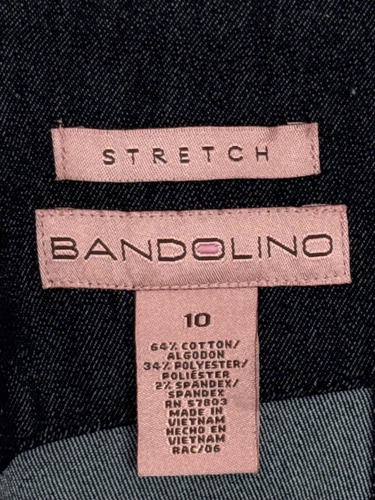 STRETCH
BANDOLINO
10
64% COTTON/
ALGODON
34% POLYESTER/
POLIÉSTER
2% SPANDEX/
SPANDEX
RN 57803
MADE IN
VIETNAM
HECHO EN
VIETNAM
RAC/06